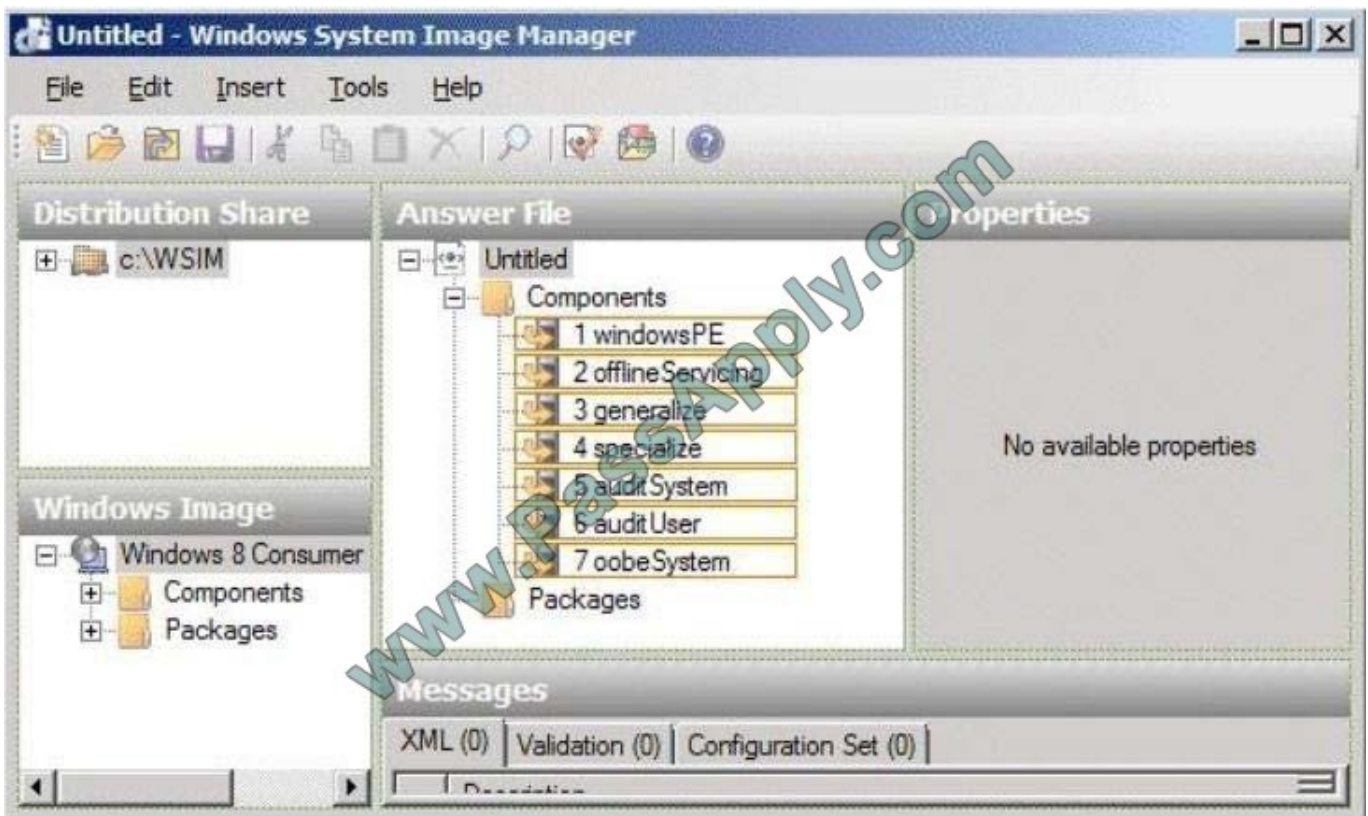 Untitled - Windows System Image Manager
File Edit Insert Tools Help
Distribution Share
c:\WSIM
Windows Image
Windows 8 Consumer
Components
Packages
Answer File
Untitled
Components
1 windowsPE
2 offlineServicing
3 generalize
4 specialize
5 auditSystem
6 auditUser
7 oobeSystem
Packages
Properties
No available properties
Messages
XML (0) Validation (0) Configuration Set (0)
www.PassApply.com